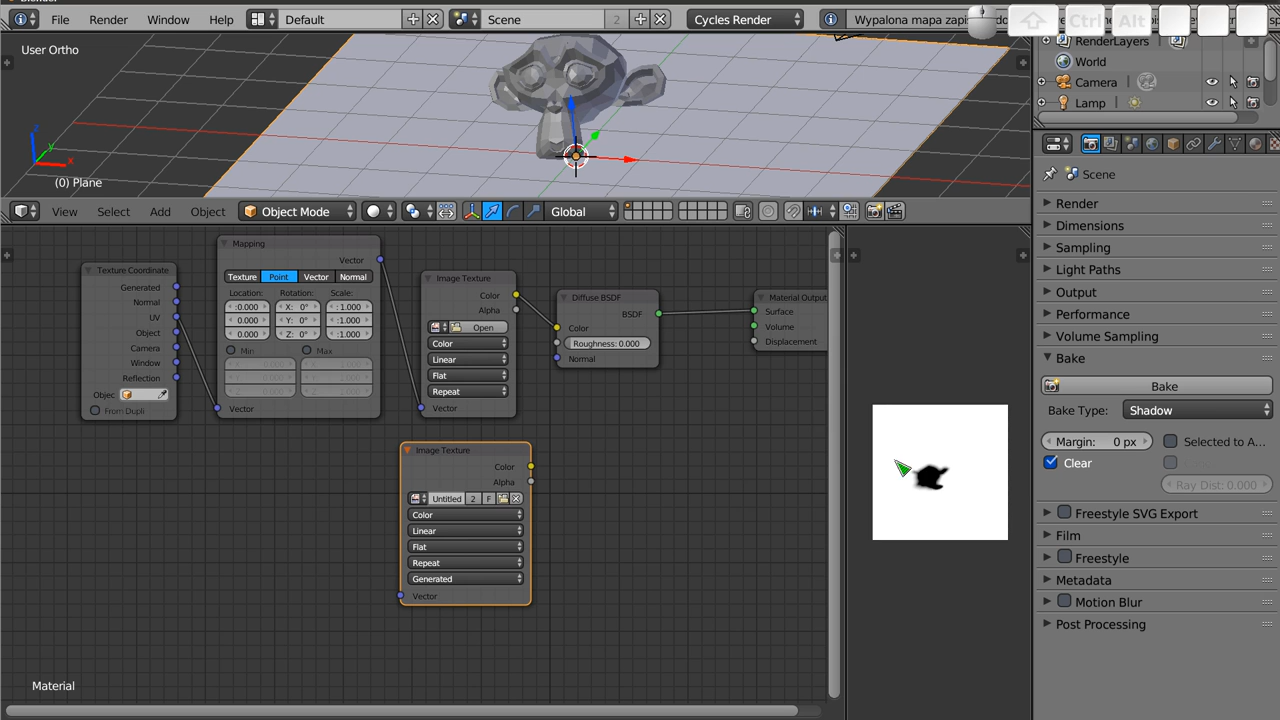 Blender
File Render Window Help Default Scene 2 Cycles Render Wypalona mapa zapis
Ctrl Alt
User Ortho
z
y
x
(0) Plane
RenderLayers
World
Camera
Lamp
View Select Add Object Object Mode Global
Scene
Render
Dimensions
Sampling
Light Paths
Output
Performance
Volume Sampling
Bake
Bake
Bake Type: Shadow
Margin: 0 px Selected to A...
Clear
Ray Dist: 0.000
Freestyle SVG Export
Film
Freestyle
Metadata
Motion Blur
Post Processing
Texture Coordinate
Generated
Normal
UV
Object
Camera
Window
Reflection
Objec
From Dupli
Mapping
Vector
Texture Point Vector Normal
Location: Rotation: Scale:
:0.000 X: 0° :1.000
0.000 Y: 0° :1.000
0.000 Z: 0° :1.000
Min Max
Vector
Image Texture
Color
Alpha
Open
Color
Linear
Flat
Repeat
Vector
Diffuse BSDF
BSDF
Color
Roughness: 0.000
Normal
Material Output
Surface
Volume
Displacement
Image Texture
Color
Alpha
Untitled 2 F
Color
Linear
Flat
Repeat
Generated
Vector
Material